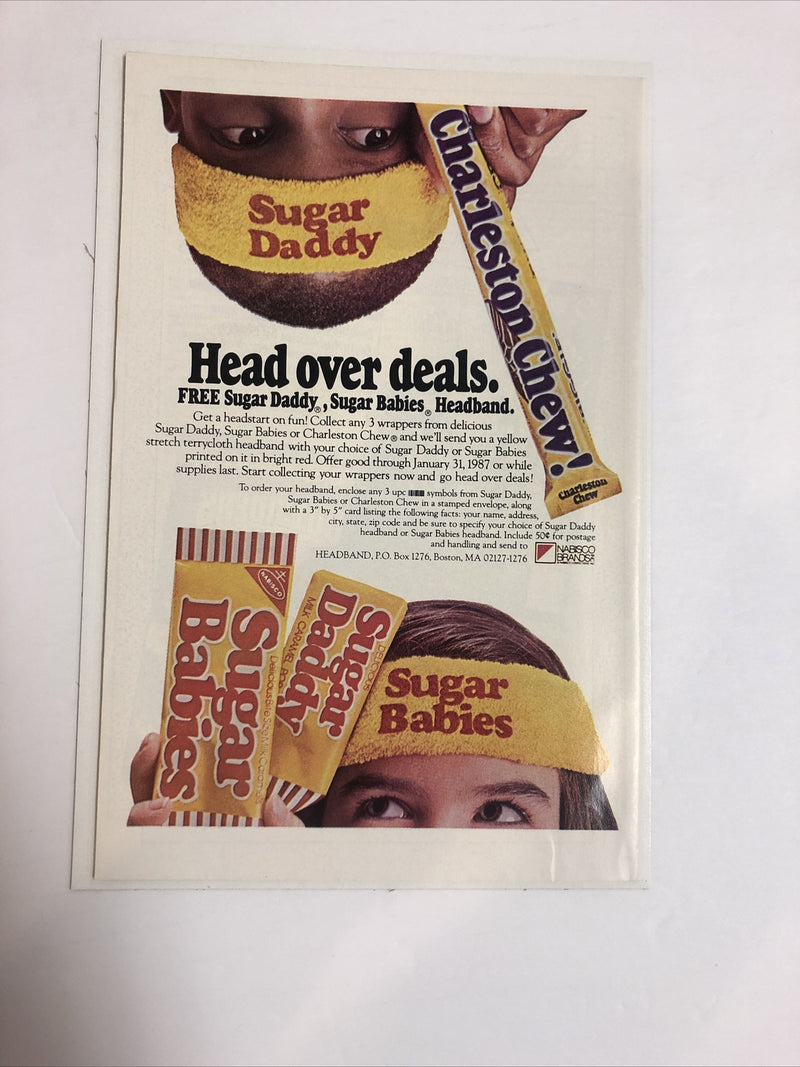 Sugar
Daddy
Charleston Chew!
Charleston
Chew
Head over deals.
FREE Sugar Daddy®, Sugar Babies® Headband.
Get a headstart on fun! Collect any 3 wrappers from delicious
Sugar Daddy, Sugar Babies or Charleston Chew® and we'll send you a yellow
stretch terrycloth headband with your choice of Sugar Daddy or Sugar Babies
printed on it in bright red. Offer good through January 31, 1987 or while
supplies last. Start collecting your wrappers now and go head over deals!
To order your headband, enclose any 3 upc symbols from Sugar Daddy,
Sugar Babies or Charleston Chew in a stamped envelope, along
with a 3" by 5" card listing the following facts: your name, address,
city, state, zip code and be sure to specify your choice of Sugar Daddy
headband or Sugar Babies headband. Include 50¢ for postage
and handling and send to
HEADBAND, P.O. Box 1276, Boston, MA 02127-1276
NABISCO
BRANDS
NABISCO
Sugar
Babies
Delicious Bite Size Milk Caramels
DELICIOUS
Sugar
Daddy
MILK CARAMEL
Sugar
Babies